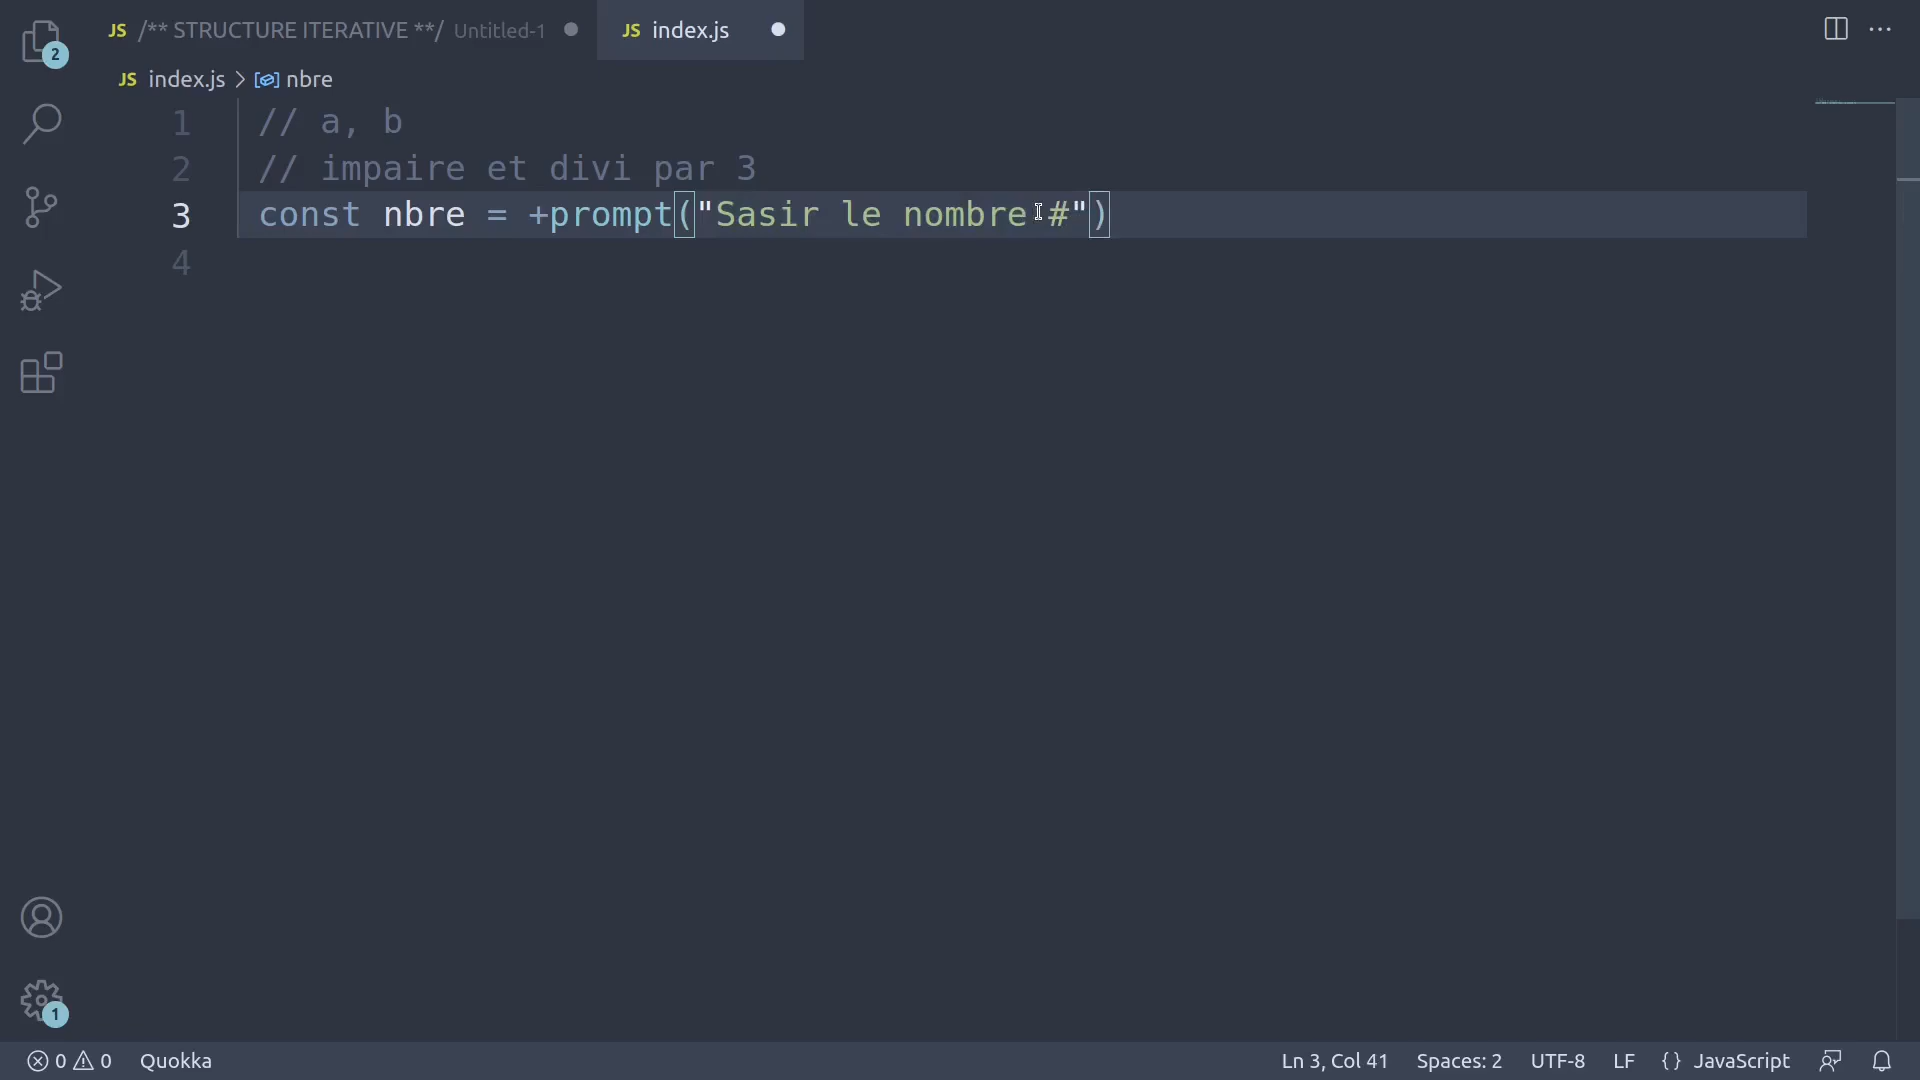 JS /** STRUCTURE ITERATIVE **/ Untitled-1 JS index.js
2
JS index.js > nbre
1 // a, b
2 // impaire et divi par 3
3 const nbre = +prompt("Sasir le nombre #")
4
1
0 0 Quokka Ln 3, Col 41 Spaces: 2 UTF-8 LF {} JavaScript